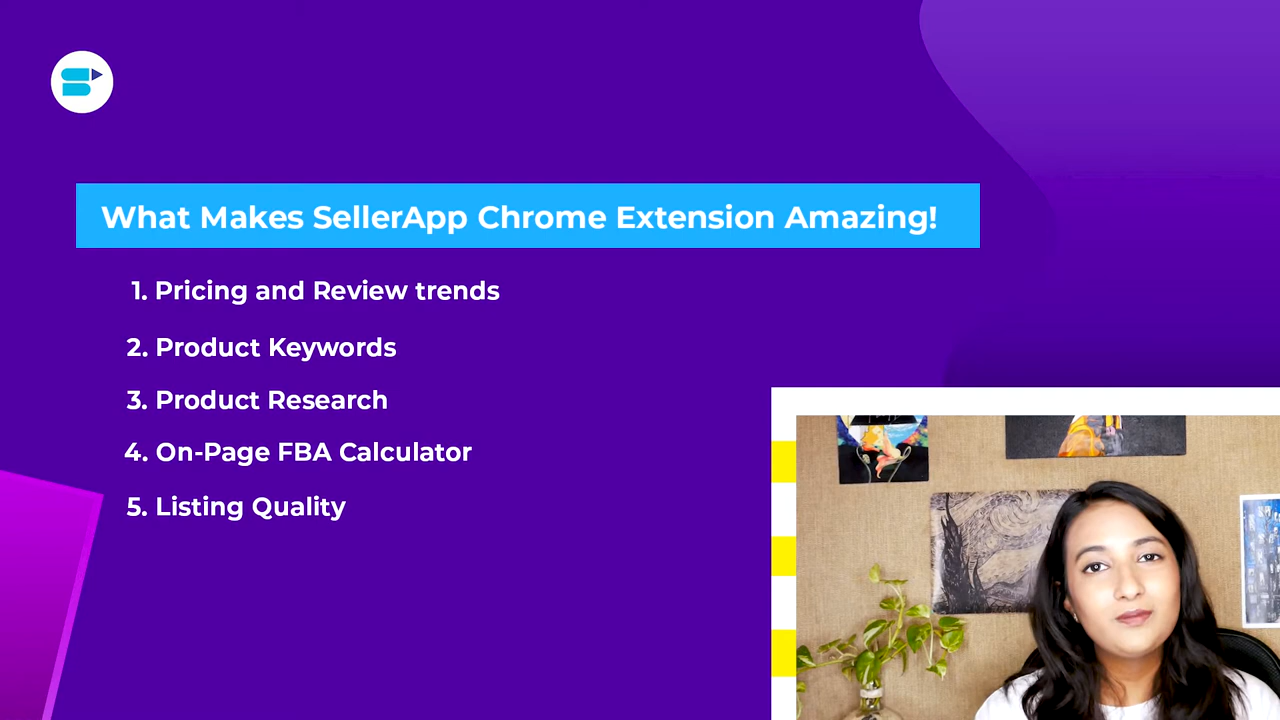 What Makes SellerApp Chrome Extension Amazing!
1. Pricing and Review trends
2. Product Keywords
3. Product Research
4. On-Page FBA Calculator
5. Listing Quality